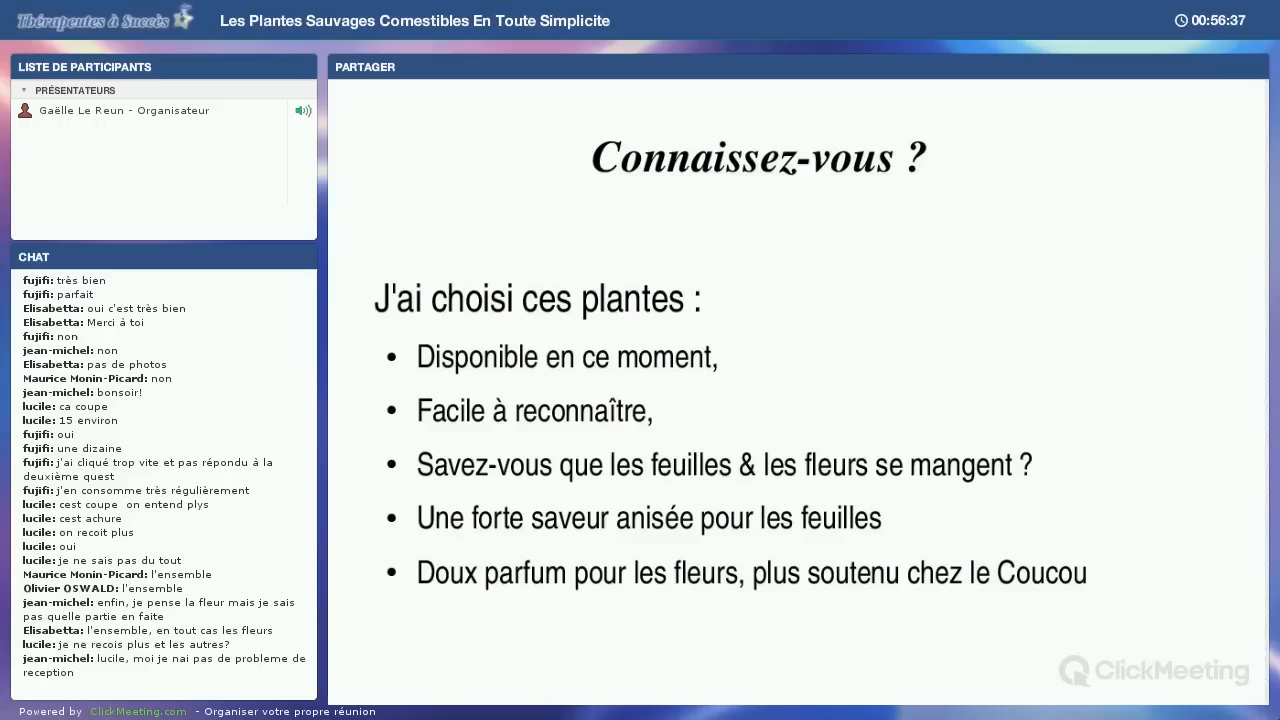 Thérapeutes à Succès
Les Plantes Sauvages Comestibles En Toute Simplicite
00:56:37
LISTE DE PARTICIPANTS
PRÉSENTATEURS
Gaëlle Le Reun - Organisateur
CHAT
fujifi: très bien
fujifi: parfait
Elisabetta: oui c'est très bien
Elisabetta: Merci à toi
fujifi: non
jean-michel: non
Elisabetta: pas de photos
Maurice Monin-Picard: non
jean-michel: bonsoir!
lucile: ca coupe
lucile: 15 environ
fujifi: oui
fujifi: une dizaine
fujifi: j'ai cliqué trop vite et pas répondu à la
deuxième quest
fujifi: j'en consomme très régulièrement
lucile: cest coupe on entend plys
lucile: cest achure
lucile: on recoit plus
lucile: oui
lucile: je ne sais pas du tout
Maurice Monin-Picard: l'ensemble
Olivier OSWALD: l'ensemble
jean-michel: enfin, je pense la fleur mais je sais
pas quelle partie en faite
Elisabetta: l'ensemble, en tout cas les fleurs
lucile: je ne recois plus et les autres?
jean-michel: lucile, moi je nai pas de probleme de
reception
PARTAGER
Connaissez-vous ?
J'ai choisi ces plantes :
• Disponible en ce moment,
• Facile à reconnaître,
• Savez-vous que les feuilles & les fleurs se mangent ?
• Une forte saveur anisée pour les feuilles
• Doux parfum pour les fleurs, plus soutenu chez le Coucou
ClickMeeting
Powered by ClickMeeting.com - Organiser votre propre réunion